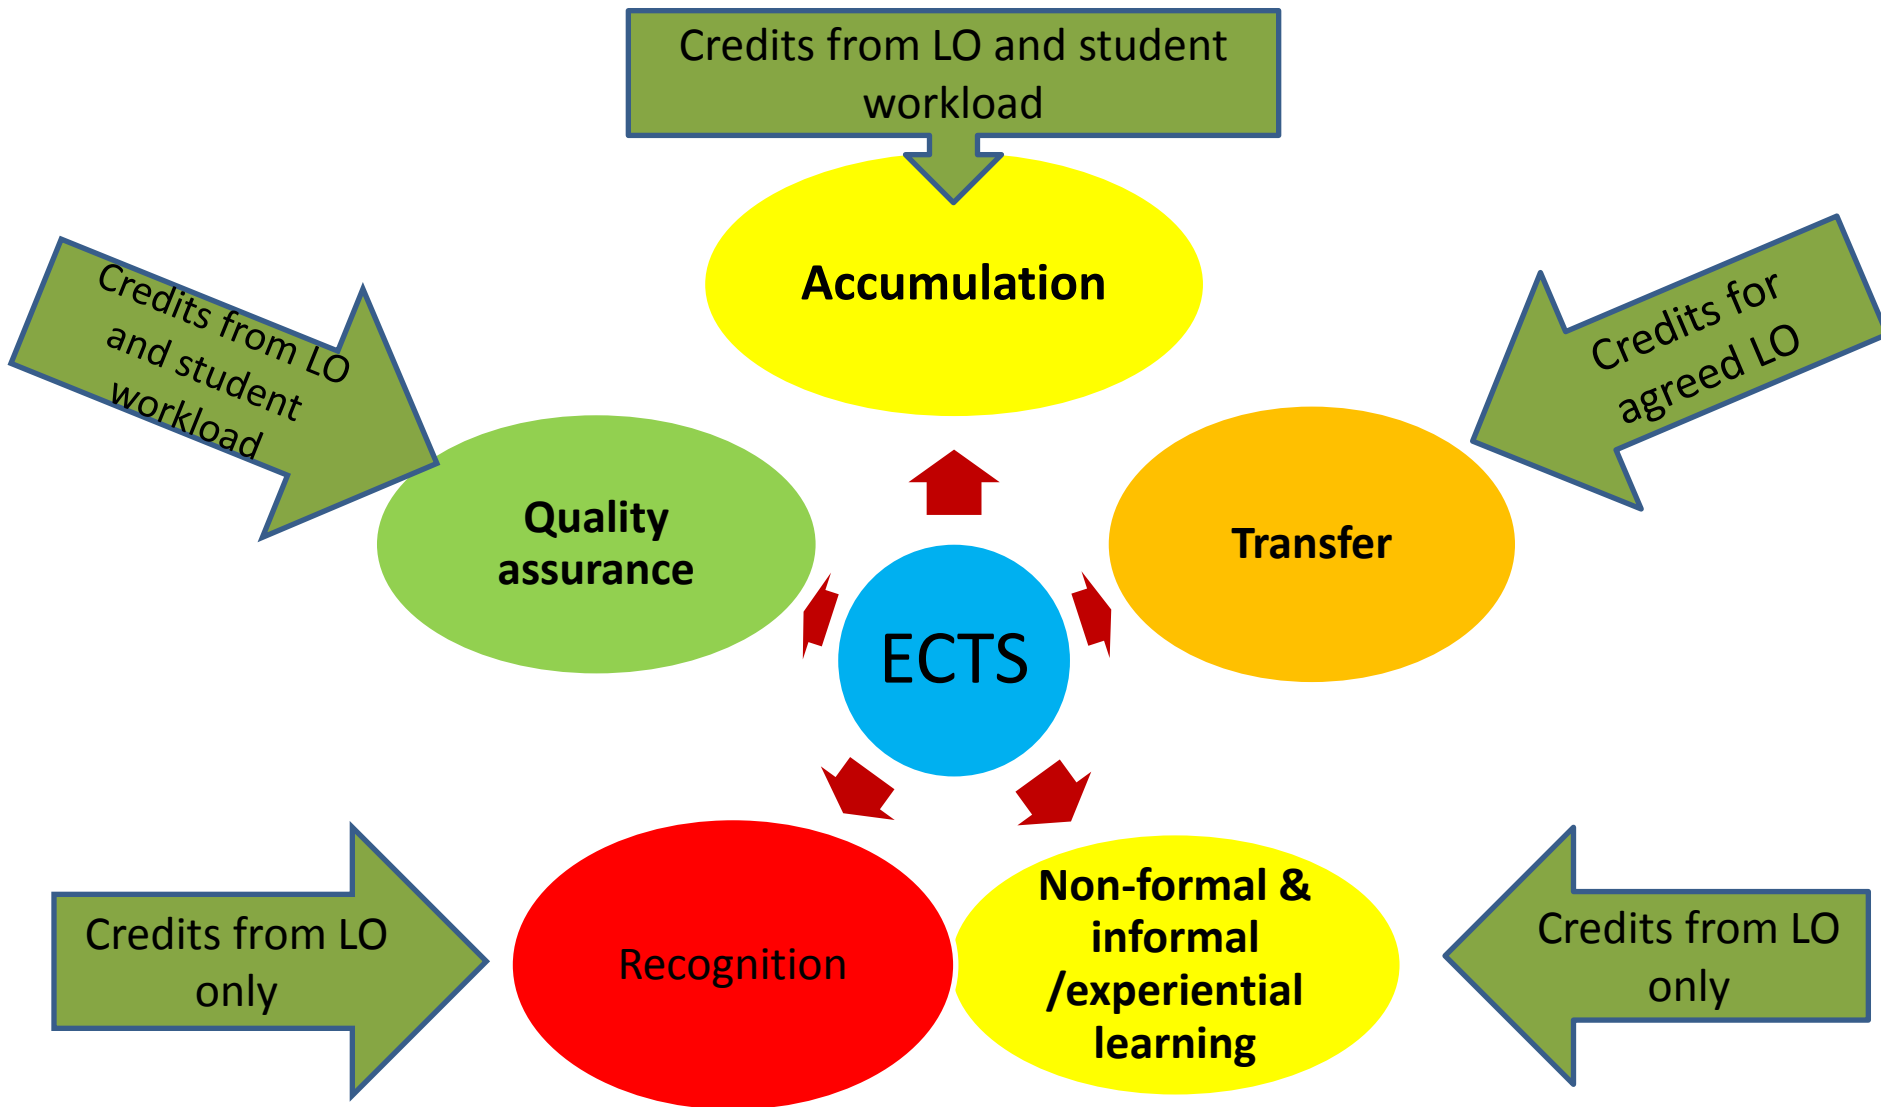 Credits from LO and student
workload
Accumulation
Credits from LO
and student
workload
Credits for
agreed LO
Quality
assurance
Transfer
ECTS
Credits from LO
only
Recognition
Non-formal &
informal
/experiential
learning
Credits from LO
only